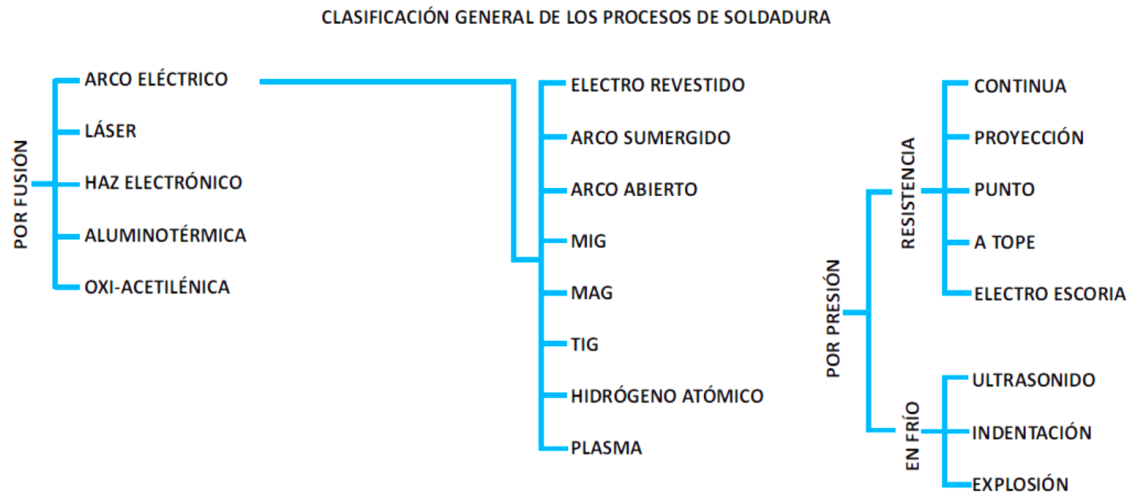 CLASIFICACIÓN GENERAL DE LOS PROCESOS DE SOLDADURA
POR FUSIÓN
ARCO ELÉCTRICO
LÁSER
HAZ ELECTRÓNICO
ALUMINOTÉRMICA
OXI-ACETILÉNICA
ELECTRO REVESTIDO
ARCO SUMERGIDO
ARCO ABIERTO
MIG
MAG
TIG
HIDRÓGENO ATÓMICO
PLASMA
POR PRESIÓN
RESISTENCIA
CONTINUA
PROYECCIÓN
PUNTO
A TOPE
ELECTRO ESCORIA
EN FRÍO
ULTRASONIDO
INDENTACIÓN
EXPLOSIÓN